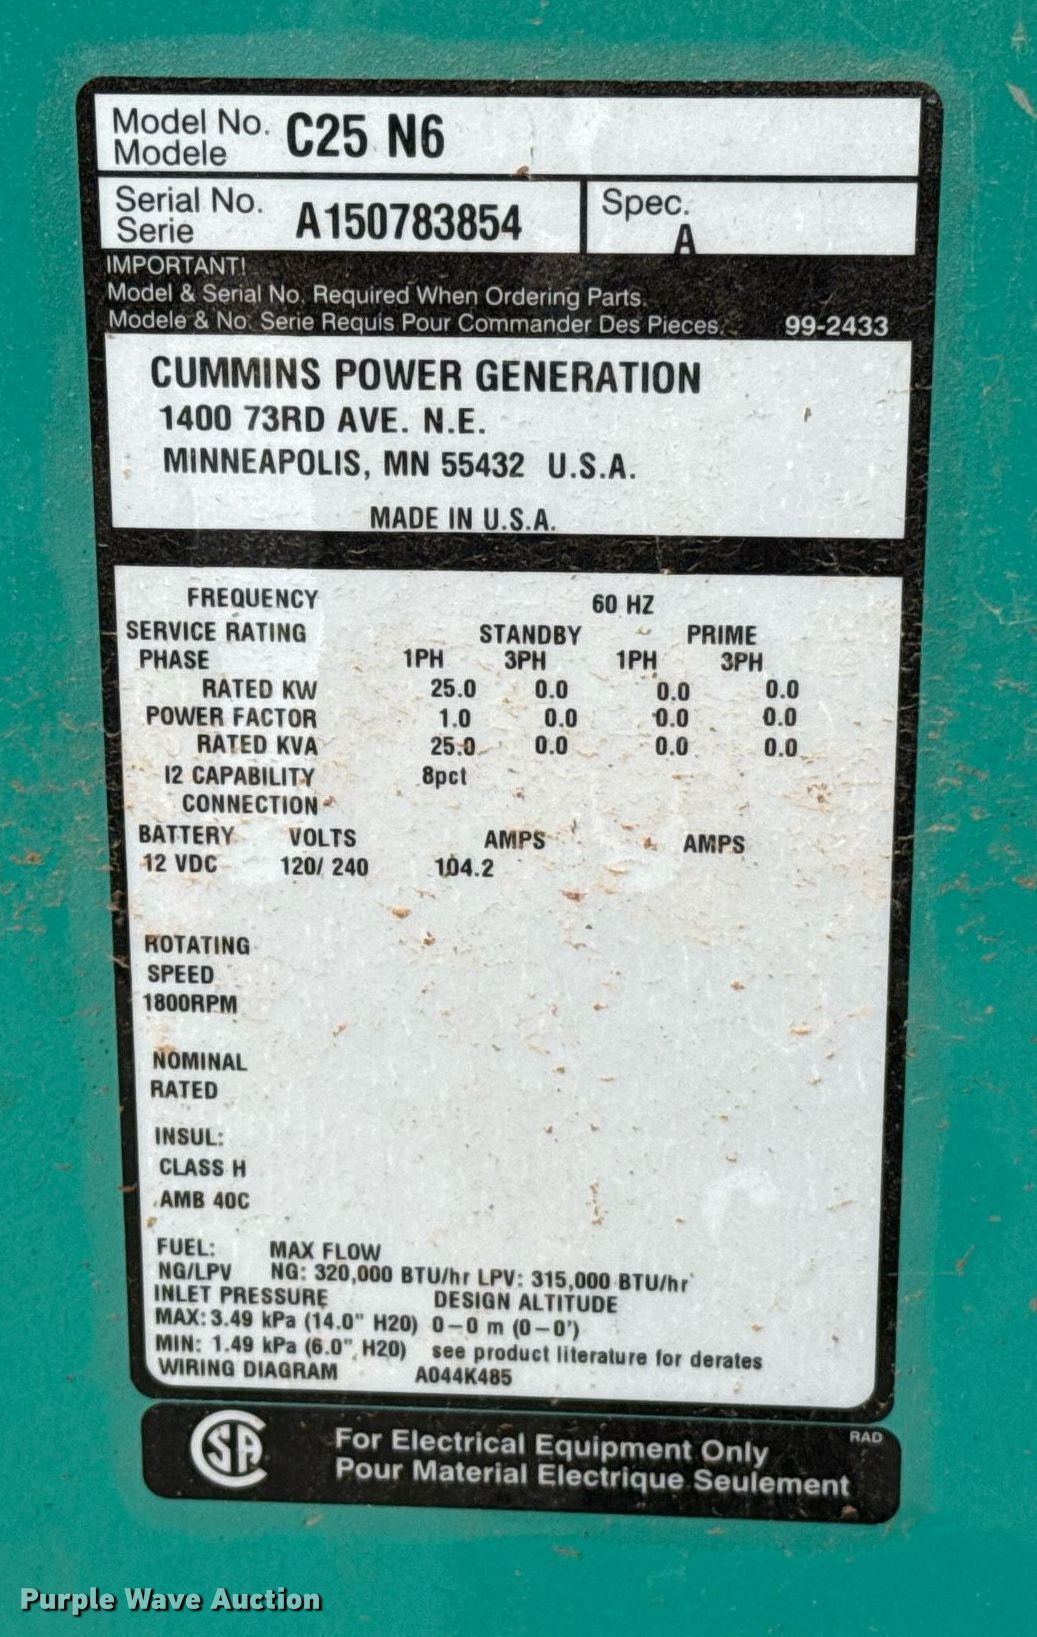 Model No. C25 N6
Modele
Serial No. A150783854 Spec. A
Serie
IMPORTANT!
Model & Serial No. Required When Ordering Parts.
Modele & No. Serie Requis Pour Commander Des Pieces. 99-2433
CUMMINS POWER GENERATION
1400 73RD AVE. N.E.
MINNEAPOLIS, MN 55432 U.S.A.
MADE IN U.S.A.
FREQUENCY 60 HZ
SERVICE RATING STANDBY PRIME
PHASE 1PH 3PH 1PH 3PH
RATED KW 25.0 0.0 0.0 0.0
POWER FACTOR 1.0 0.0 0.0 0.0
RATED KVA 25.0 0.0 0.0 0.0
I2 CAPABILITY 8pct
CONNECTION
BATTERY VOLTS AMPS AMPS
12 VDC 120/ 240 104.2
ROTATING
SPEED
1800RPM
NOMINAL
RATED
INSUL:
CLASS H
AMB 40C
FUEL: MAX FLOW
NG/LPV NG: 320,000 BTU/hr LPV: 315,000 BTU/hr
INLET PRESSURE DESIGN ALTITUDE
MAX: 3.49 kPa (14.0" H20) 0-0 m (0-0')
MIN: 1.49 kPa (6.0" H20) see product literature for derates
WIRING DIAGRAM A044K485
CSA For Electrical Equipment Only RAD
Pour Material Electrique Seulement
Purple Wave Auction